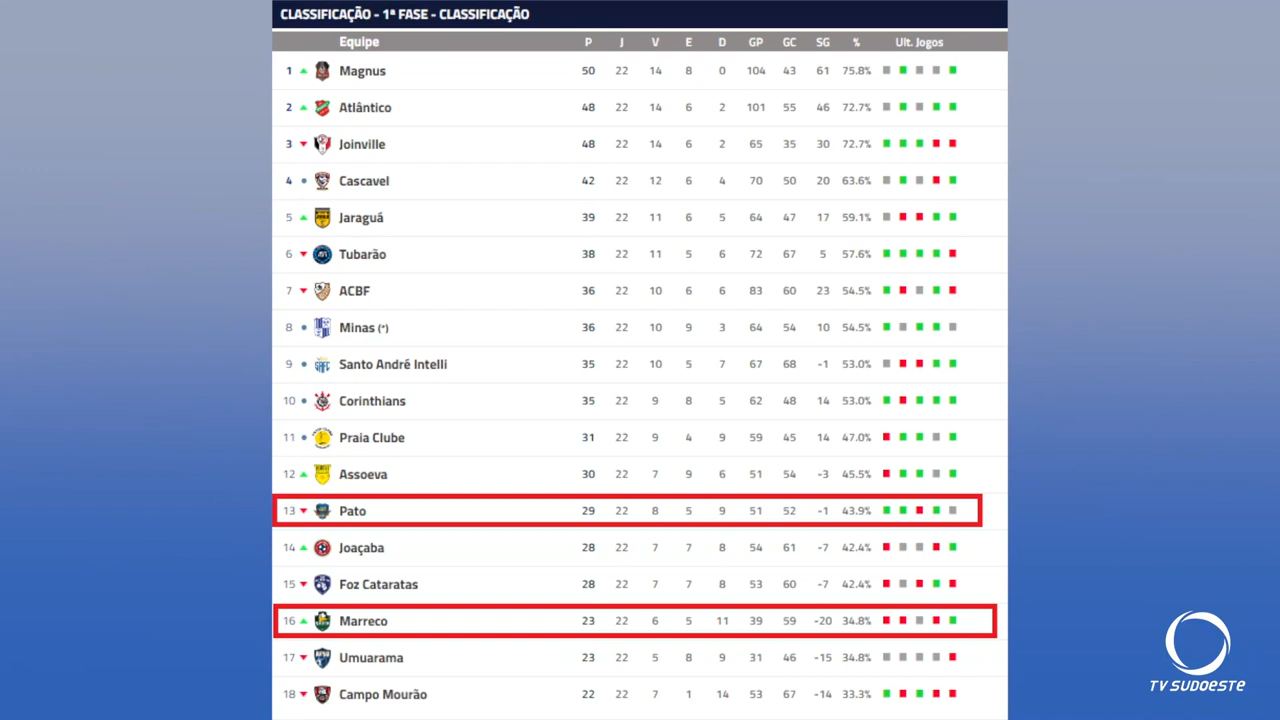 CLASSIFICAÇÃO - 1ª FASE - CLASSIFICAÇÃO
Equipe P J V E D GP GC SG % Ult. Jogos
1 Magnus 50 22 14 8 0 104 43 61 75.8%
2 Atlântico 48 22 14 6 2 101 55 46 72.7%
3 Joinville 48 22 14 6 2 65 35 30 72.7%
4 Cascavel 42 22 12 6 4 70 50 20 63.6%
5 Jaraguá 39 22 11 6 5 64 47 17 59.1%
6 Tubarão 38 22 11 5 6 72 67 5 57.6%
7 ACBF 36 22 10 6 6 83 60 23 54.5%
8 Minas (*) 36 22 10 9 3 64 54 10 54.5%
9 Santo André Intelli 35 22 10 5 7 67 68 -1 53.0%
10 Corinthians 35 22 9 8 5 62 48 14 53.0%
11 Praia Clube 31 22 9 4 9 59 45 14 47.0%
12 Assoeva 30 22 7 9 6 51 54 -3 45.5%
13 Pato 29 22 8 5 9 51 52 -1 43.9%
14 Joaçaba 28 22 7 7 8 54 61 -7 42.4%
15 Foz Cataratas 28 22 7 7 8 53 60 -7 42.4%
16 Marreco 23 22 6 5 11 39 59 -20 34.8%
17 Umuarama 23 22 5 8 9 31 46 -15 34.8%
18 Campo Mourão 22 22 7 1 14 53 67 -14 33.3%
TV SUDOESTE